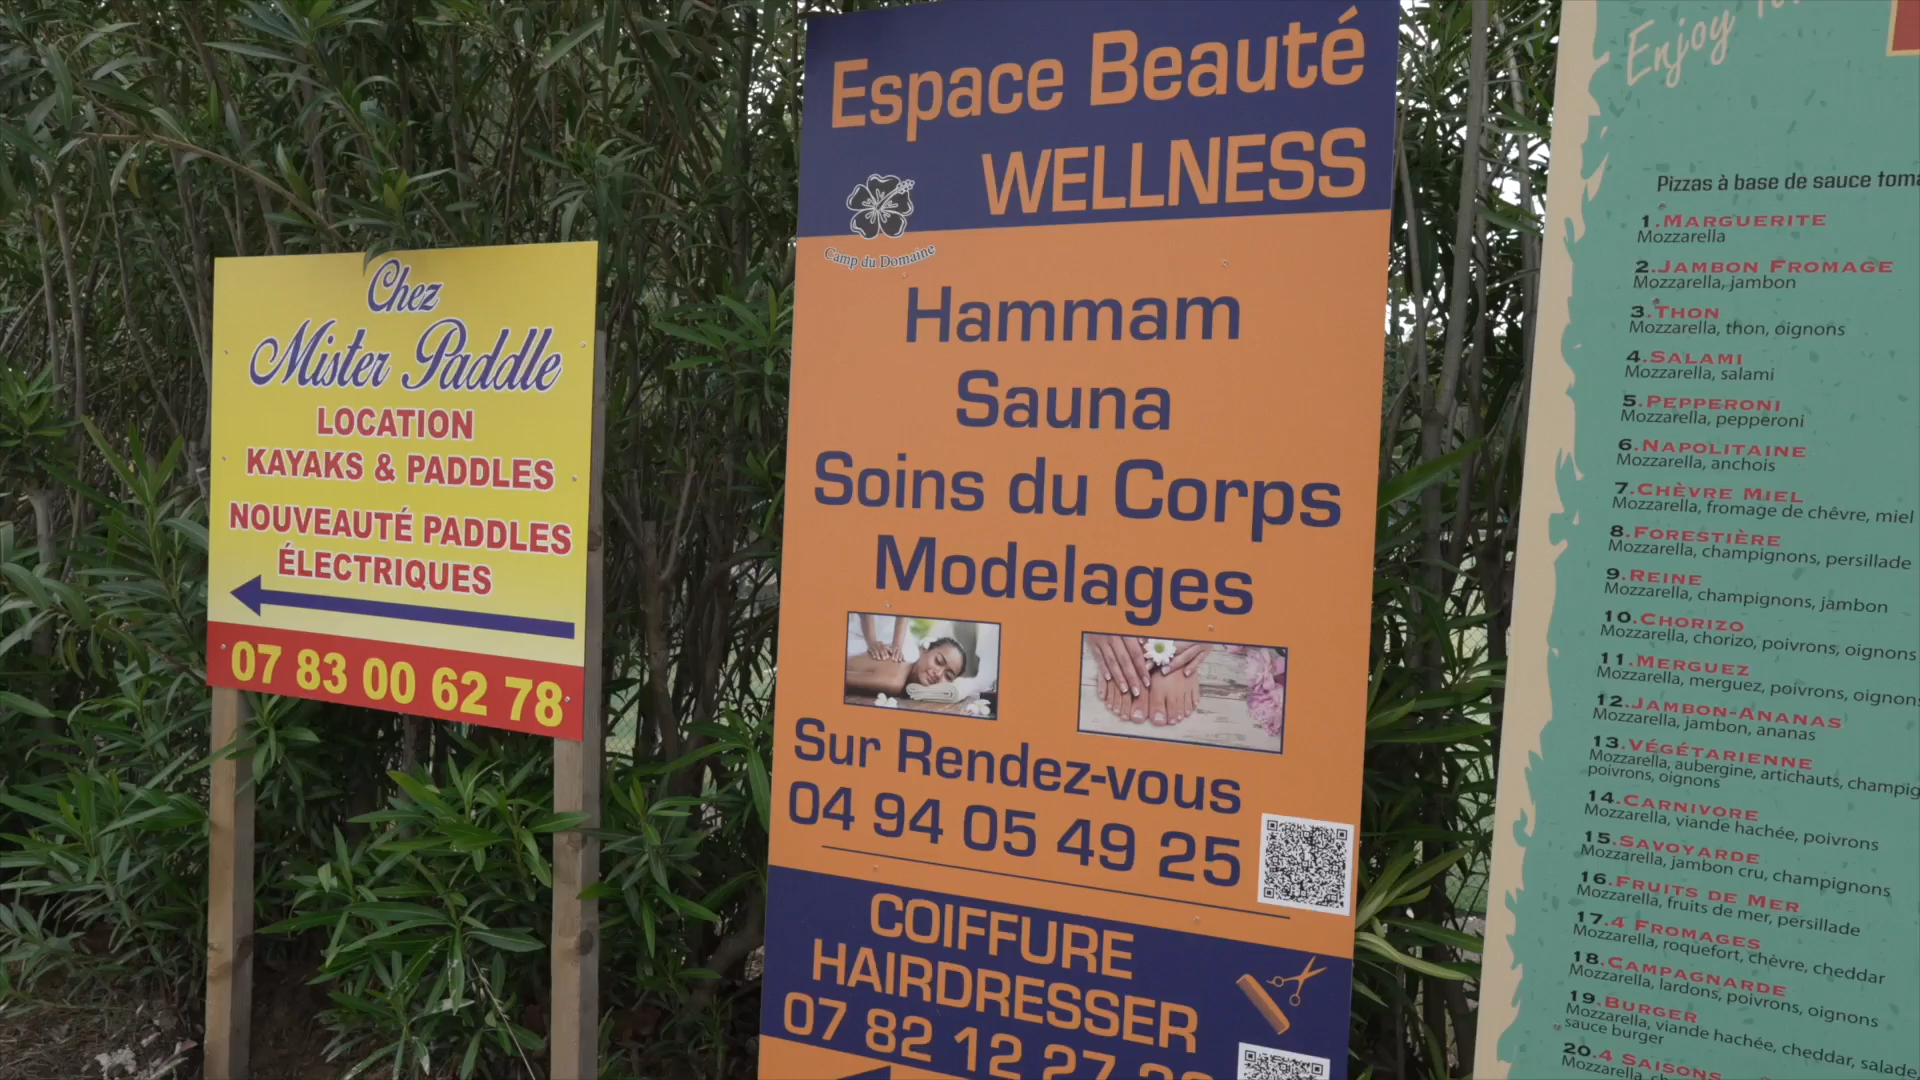 Chez
Mister Paddle
LOCATION
KAYAKS & PADDLES
NOUVEAUTÉ PADDLES
ÉLECTRIQUES
07 83 00 62 78
Espace Beauté
WELLNESS
Camp du Domaine
Hammam
Sauna
Soins du Corps
Modelages
Sur Rendez-vous
04 94 05 49 25
COIFFURE
HAIRDRESSER
07 82 12 27
Enjoy
Pizzas à base de sauce
1.MARGUERITE
Mozzarella
2.JAMBON FROMAGE
Mozzarella, jambon
3.THON
Mozzarella, thon, oignons
4.SALAMI
Mozzarella, salami
5.PEPPERONI
Mozzarella, pepperoni
6.NAPOLITAINE
Mozzarella, anchois
7.CHÈVRE MIEL
Mozzarella, fromage de chêvre, miel
8.FORESTIÈRE
Mozzarella, champignons, persillade
9.REINE
Mozzarella, champignons, jambon
10.CHORIZO
Mozzarella, chorizo, poivrons, oignons
11.MERGUEZ
Mozzarella, merguez, poivrons, oignons
12.JAMBON-ANANAS
Mozzarella, jambon, ananas
13.VÉGÉTARIENNE
Mozzarella, aubergine, artichauts,
poivrons, oignons
14.CARNIVORE
Mozzarella, viande hachée, poivrons
15.SAVOYARDE
Mozzarella, jambon cru, champignons
16.FRUITS DE MER
Mozzarella, fruits de mer, persillade
17.4 FROMAGES
Mozzarella, roquefort, chèvre, cheddar
18.CAMPAGNARDE
Mozzarella, lardons, poivrons, oignons
19.BURGER
Mozzarella, viande hachée, cheddar, salade,
sauce burger
20.4 SAISONS
Mozzarella,